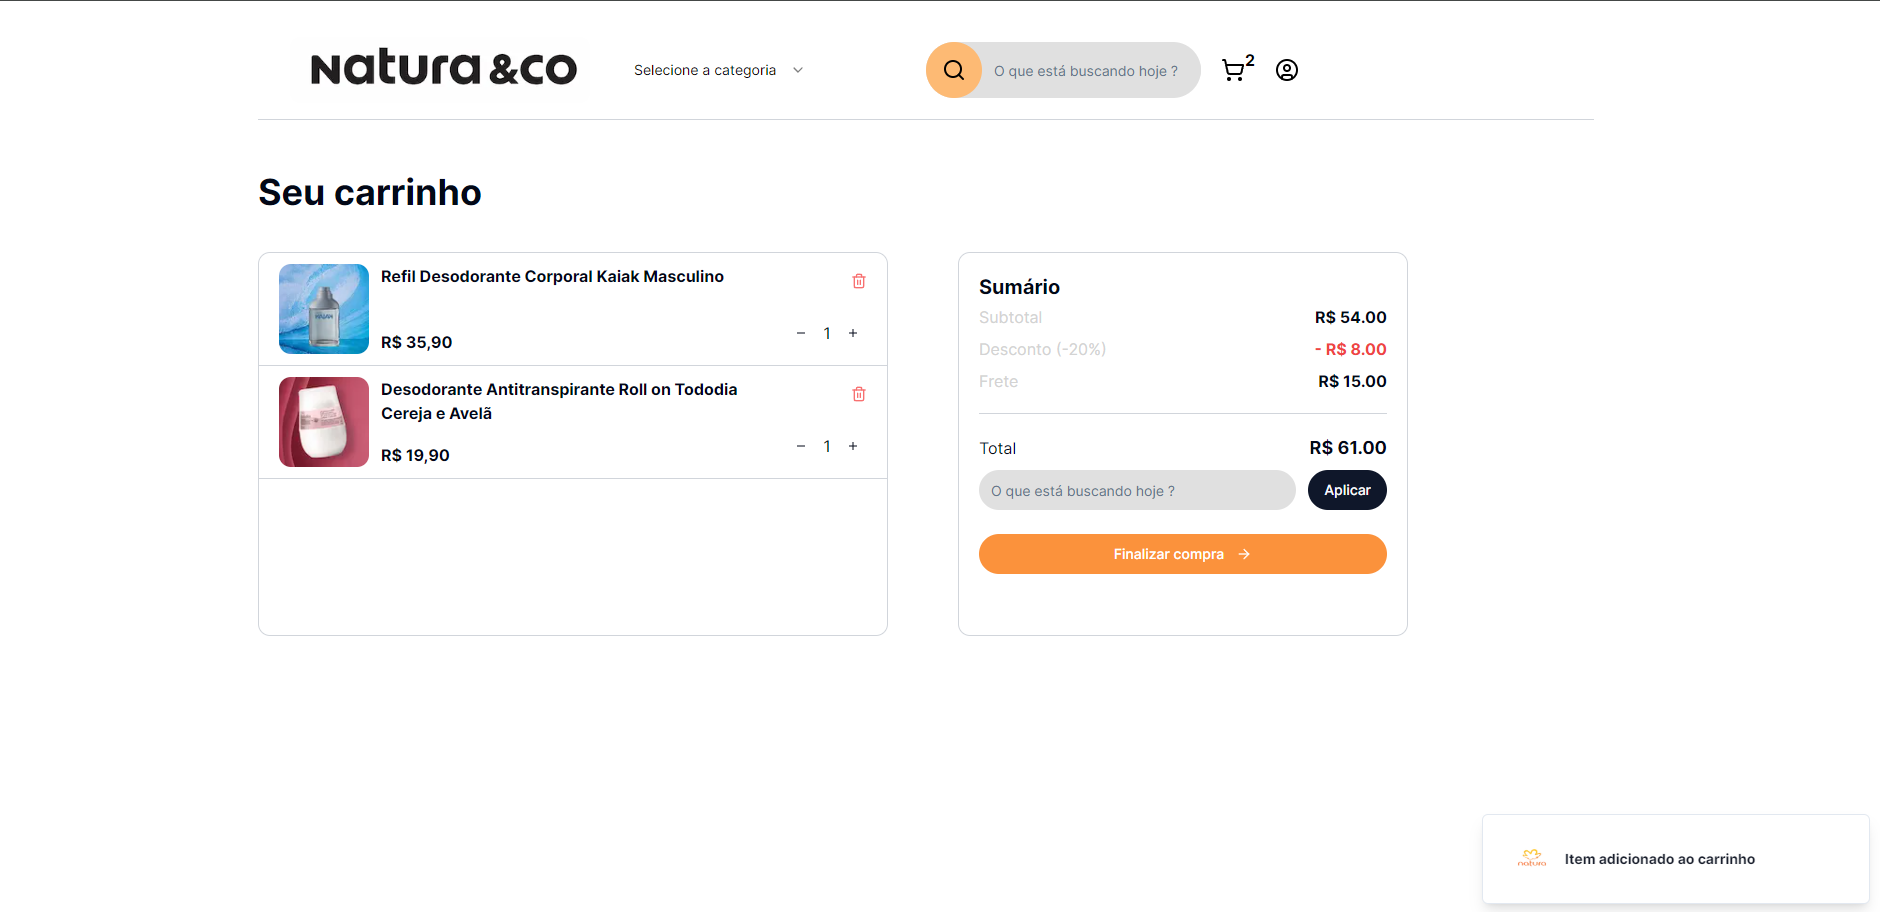 Natura &CO
Selecione a categoria
O que está buscando hoje ?
2
Seu carrinho
Refil Desodorante Corporal Kaiak Masculino
R$ 35,90
− 1 +
Desodorante Antitranspirante Roll on Tododia
Cereja e Avelã
R$ 19,90
− 1 +
Sumário
Subtotal R$ 54.00
Desconto (-20%) - R$ 8.00
Frete R$ 15.00
Total R$ 61.00
O que está buscando hoje ? Aplicar
Finalizar compra →
natura
Item adicionado ao carrinho